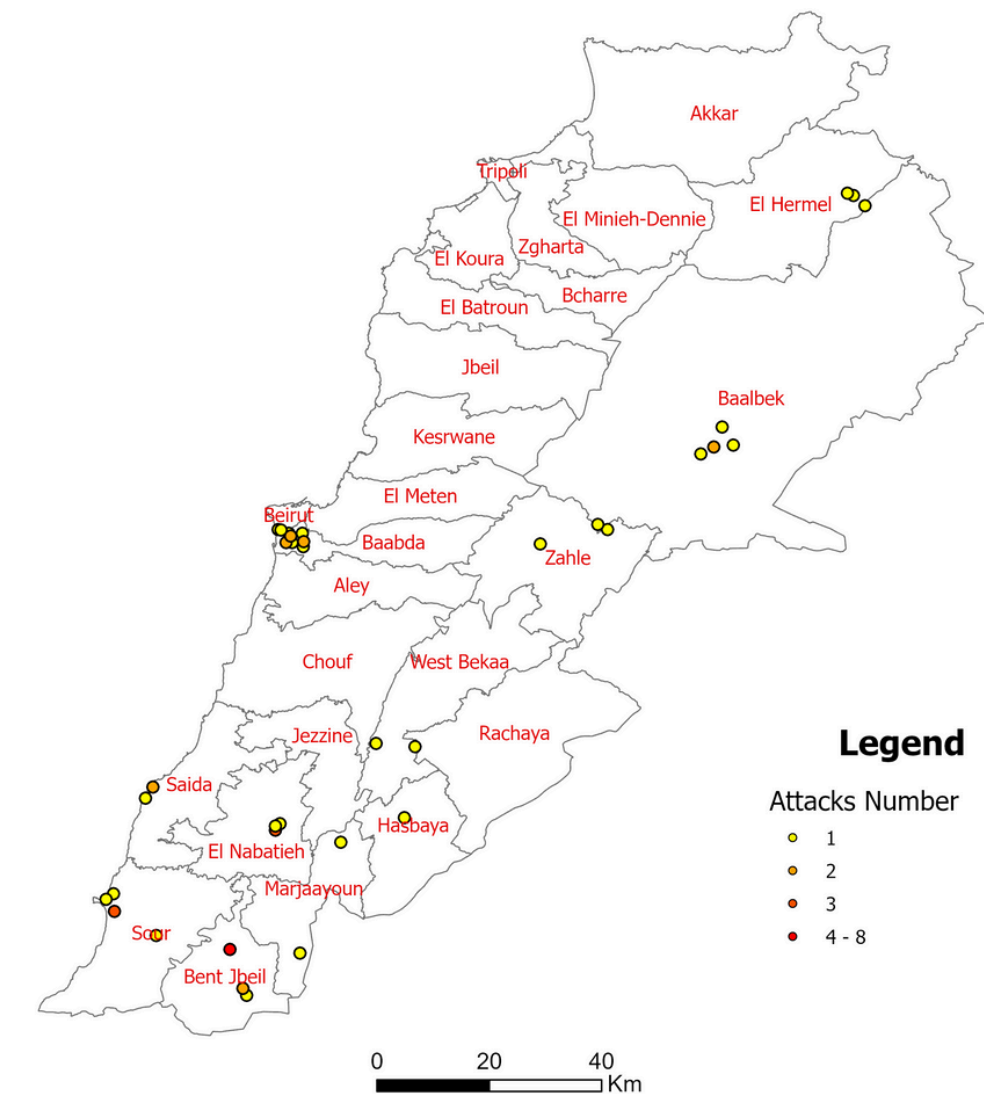 Akkar
Tripoli
El Hermel
El Minieh-Dennie
Zgharta
El Koura
Bcharre
El Batroun
Jbeil
Baalbek
Kesrwane
El Meten
Beirut
Baabda
Zahle
Aley
Chouf
West Bekaa
Rachaya
Jezzine
Legend
Saida
Attacks Number
Hasbaya
1
El Nabatieh
2
Marjaayoun
3
Sour
4 - 8
Bent Jbeil
0 20 40
Km